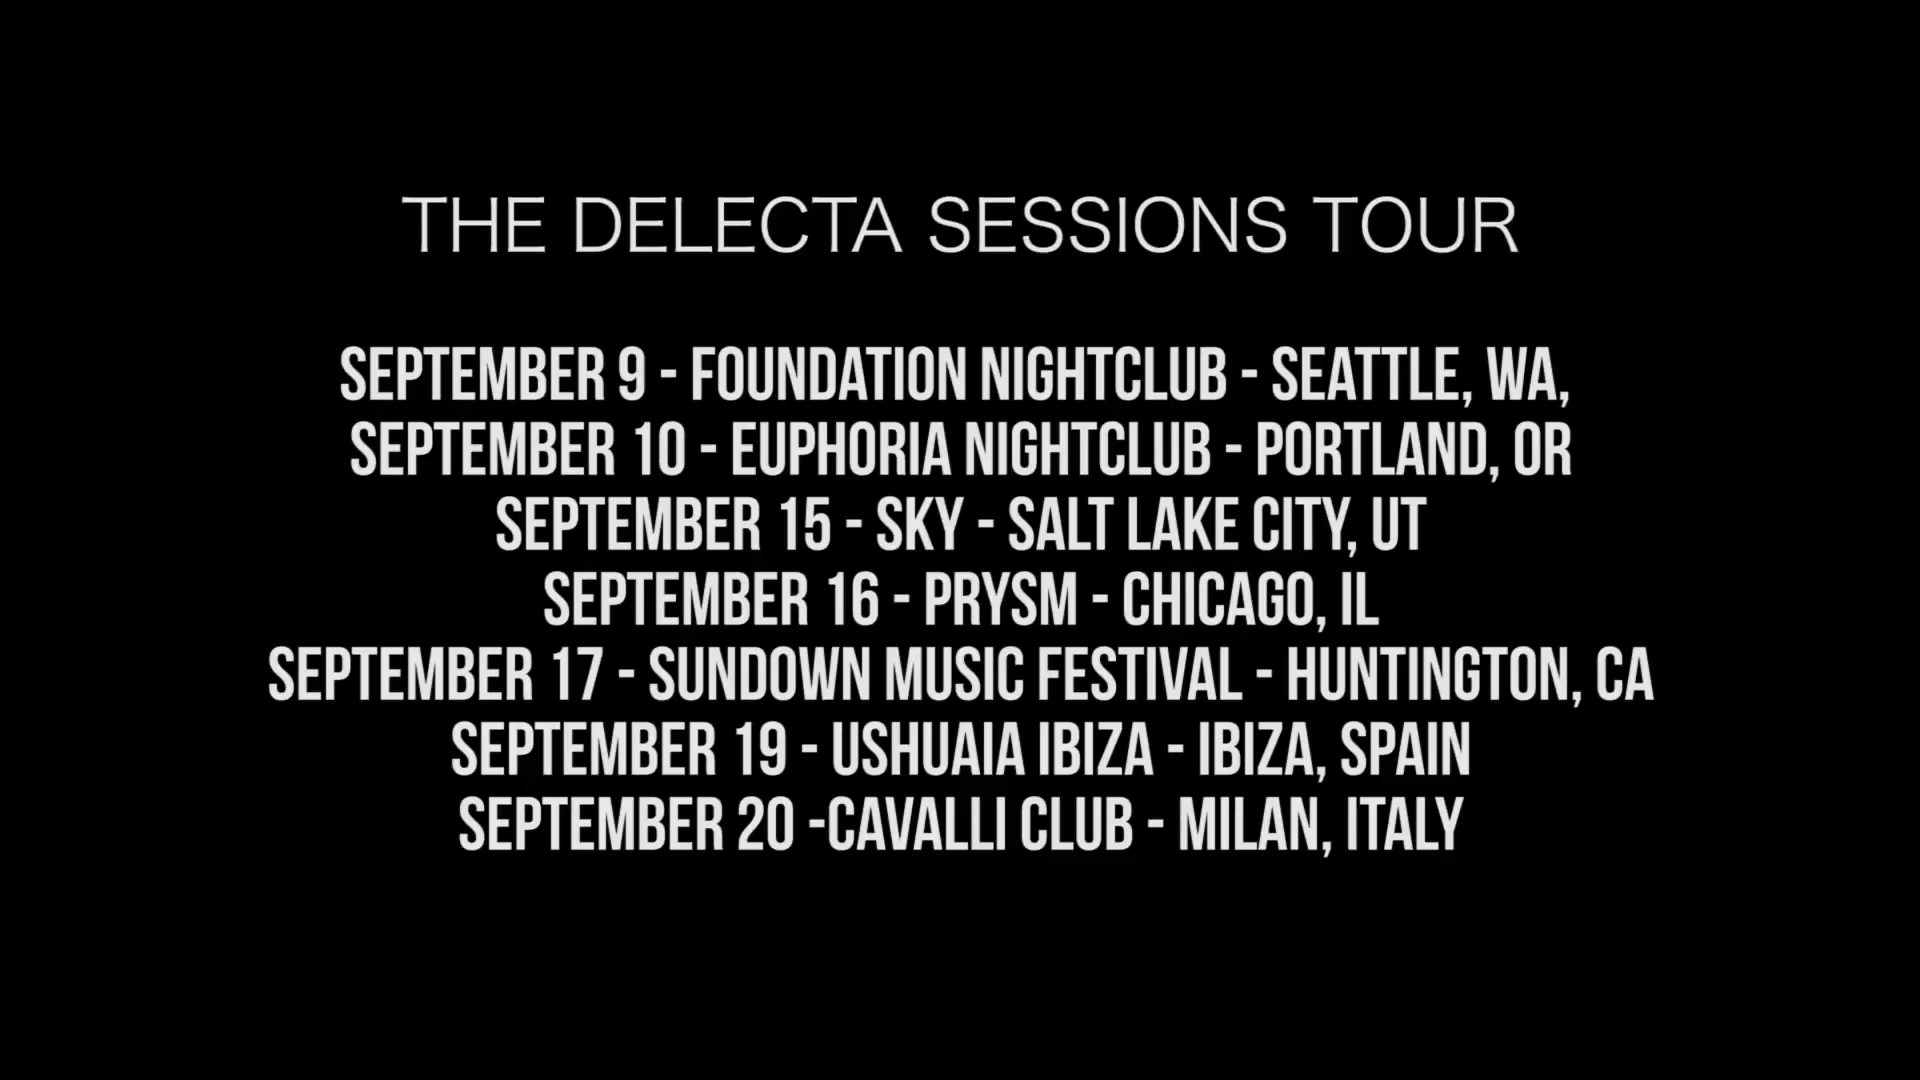 THE DELECTA SESSIONS TOUR
SEPTEMBER 9 - FOUNDATION NIGHTCLUB - SEATTLE, WA,
SEPTEMBER 10 - EUPHORIA NIGHTCLUB - PORTLAND, OR
SEPTEMBER 15 - SKY - SALT LAKE CITY, UT
SEPTEMBER 16 - PRYSM - CHICAGO, IL
SEPTEMBER 17 - SUNDOWN MUSIC FESTIVAL - HUNTINGTON, CA
SEPTEMBER 19 - USHUAIA IBIZA - IBIZA, SPAIN
SEPTEMBER 20 -CAVALLI CLUB - MILAN, ITALY